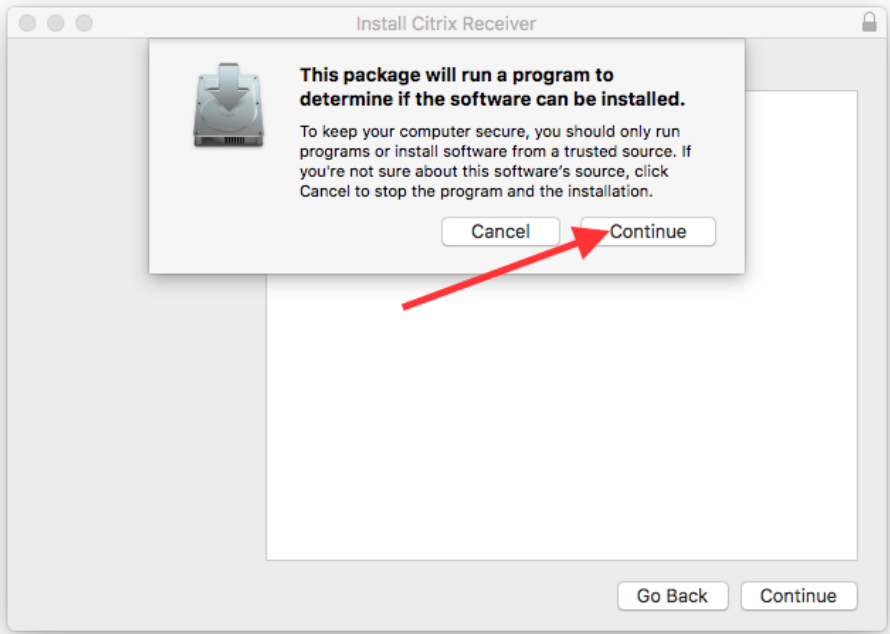 Install Citrix Receiver
This package will run a program to
determine if the software can be installed.
To keep your computer secure, you should only run
programs or install software from a trusted source. If
you're not sure about this software's source, click
Cancel to stop the program and the installation.
Cancel
Continue
Go Back
Continue